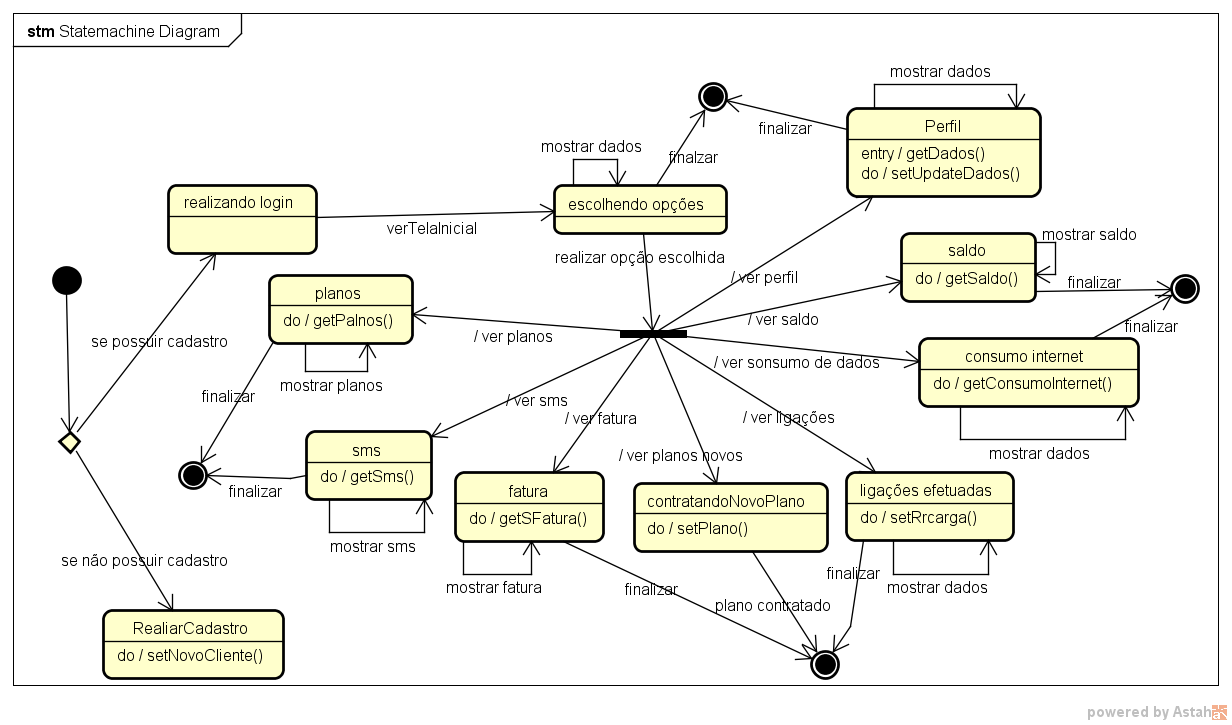 stm Statemachine Diagram
mostrar dados
finalizar
Perfil
entry / getDados()
do / setUpdateDados()
mostrar dados
finalzar
realizando login
escolhendo opções
verTelaInicial
mostrar saldo
saldo
do / getSaldo()
finalizar
realizar opção escolhida
/ ver perfil
planos
do / getPalnos()
/ ver saldo
finalizar
se possuir cadastro
/ ver planos
/ ver sonsumo de dados
consumo internet
do / getConsumoInternet()
mostrar planos
finalizar
/ ver sms
/ ver fatura
/ ver ligações
mostrar dados
sms
do / getSms()
/ ver planos novos
finalizar
fatura
do / getSFatura()
contratandoNovoPlano
do / setPlano()
ligações efetuadas
do / setRrcarga()
mostrar sms
se não possuir cadastro
mostrar fatura
finalizar
plano contratado
finalizar
mostrar dados
RealiarCadastro
do / setNovoCliente()
powered by Astah